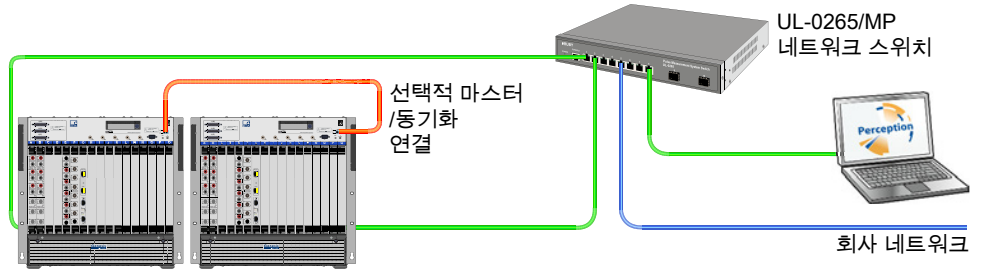 UL-0265/MP
네트워크 스위치
선택적 마스터
/동기화
연결
Perception
회사 네트워크